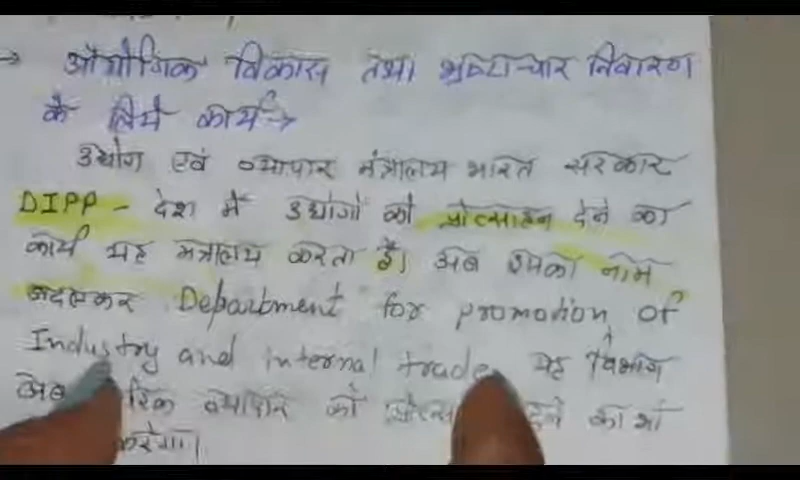 → औद्योगिक विकास तथा भ्रष्टाचार निवारण
के लिये कार्य →
उद्योग एवं व्यापार मंत्रालय भारत सरकार
DIPP - देश में उद्योगों को प्रोत्साहन देने का
कार्य यह मंत्रालय करता है। अब इसका नाम
बदलकर Department for promotion of
Industry and internal trade यह विभाग
अब रिक व्यापार को देने का भी
करेगा।